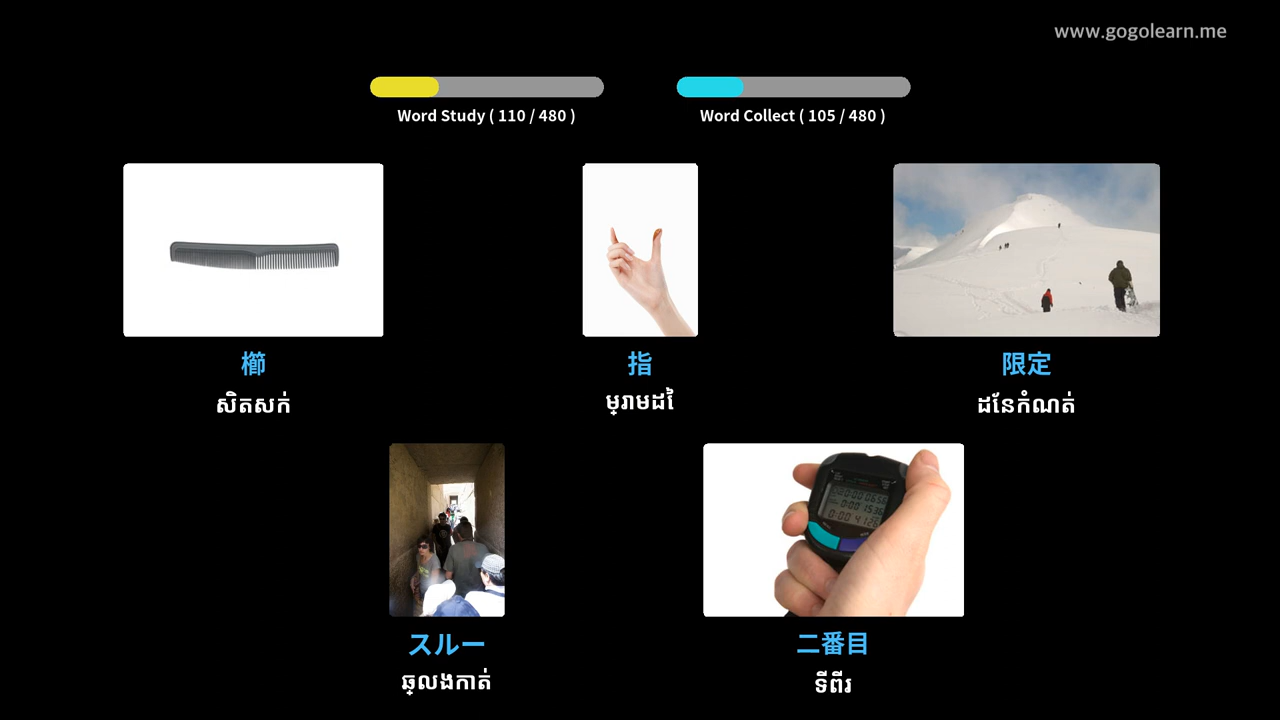 www.gogolearn.me
Word Study ( 110 / 480 )
Word Collect ( 105 / 480 )
櫛
សិតសក់
指
ម្រាមដៃ
限定
ដែនកំណត់
スルー
ឆ្លងកាត់
二番目
ទីពីរ